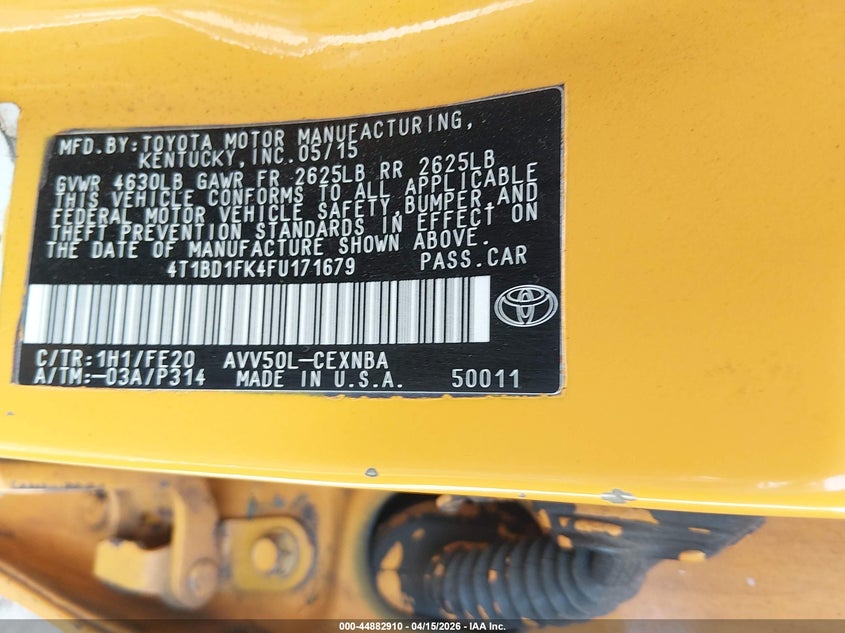 MFD.BY:TOYOTA MOTOR MANUFACTURING,
KENTUCKY,INC.05/15
GVWR 4630LB GAWR FR 2625LB RR 2625LB
THIS VEHICLE CONFORMS TO ALL APPLICABLE
FEDERAL MOTOR VEHICLE SAFETY,BUMPER,AND
THEFT PREVENTION STANDARDS IN EFFECT ON
THE DATE OF MANUFACTURE SHOWN ABOVE.
4T1BD1FK4FU171679 PASS.CAR
C/TR:1H1/FE20 AVV50L-CEXNBA
A/TM:-03A/P314 MADE IN U.S.A. 50011
000-44882910 - 04/15/2026 - IAA Inc.